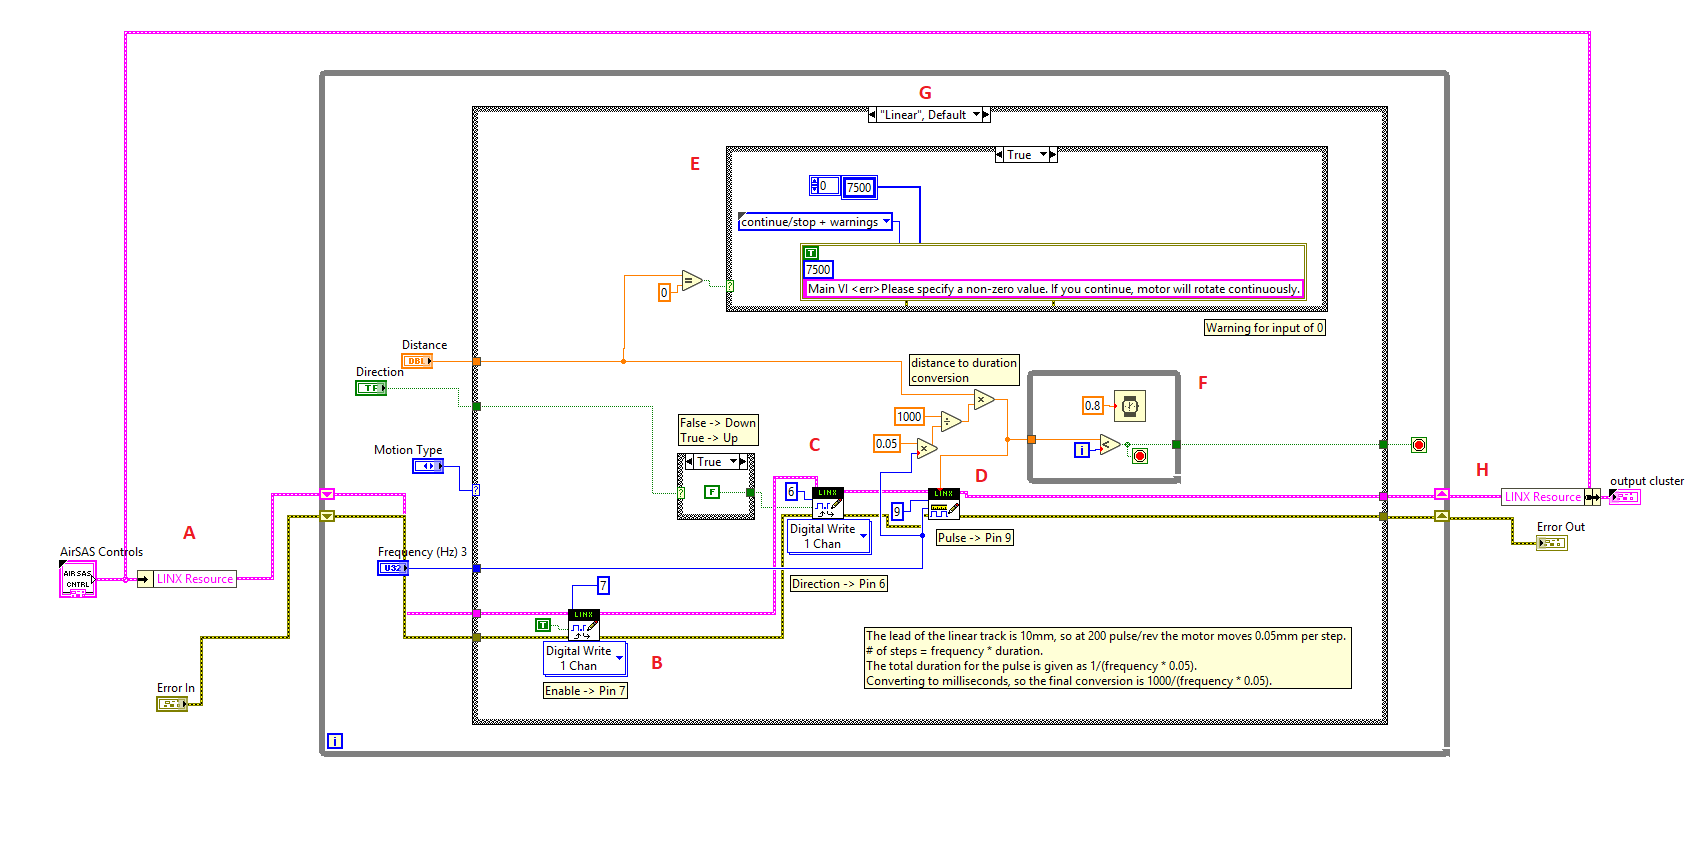 G
"Linear", Default
E
True
0
7500
continue/stop + warnings
T
7500
Main VI <err>Please specify a non-zero value. If you continue, motor will rotate continuously.
=
?
0
Warning for input of 0
Distance
DBL
distance to duration
conversion
Direction
TF
F
×
0.8
1000
÷
False -> Down
True -> Up
0.05
×
C
i
<
Motion Type
True
D
H
?
?
F
6
LINX
LINX
LINX Resource
output cluster
9
Digital Write
1 Chan
Pulse -> Pin 9
Error Out
A
AirSAS Controls
Frequency (Hz) 3
AIR SAS
CNTRL
LINX Resource
U32
Direction -> Pin 6
7
LINX
T
The lead of the linear track is 10mm, so at 200 pulse/rev the motor moves 0.05mm per step.
# of steps = frequency * duration.
The total duration for the pulse is given as 1/(frequency * 0.05).
Converting to milliseconds, so the final conversion is 1000/(frequency * 0.05).
Digital Write
1 Chan
B
Error In
Enable -> Pin 7
i